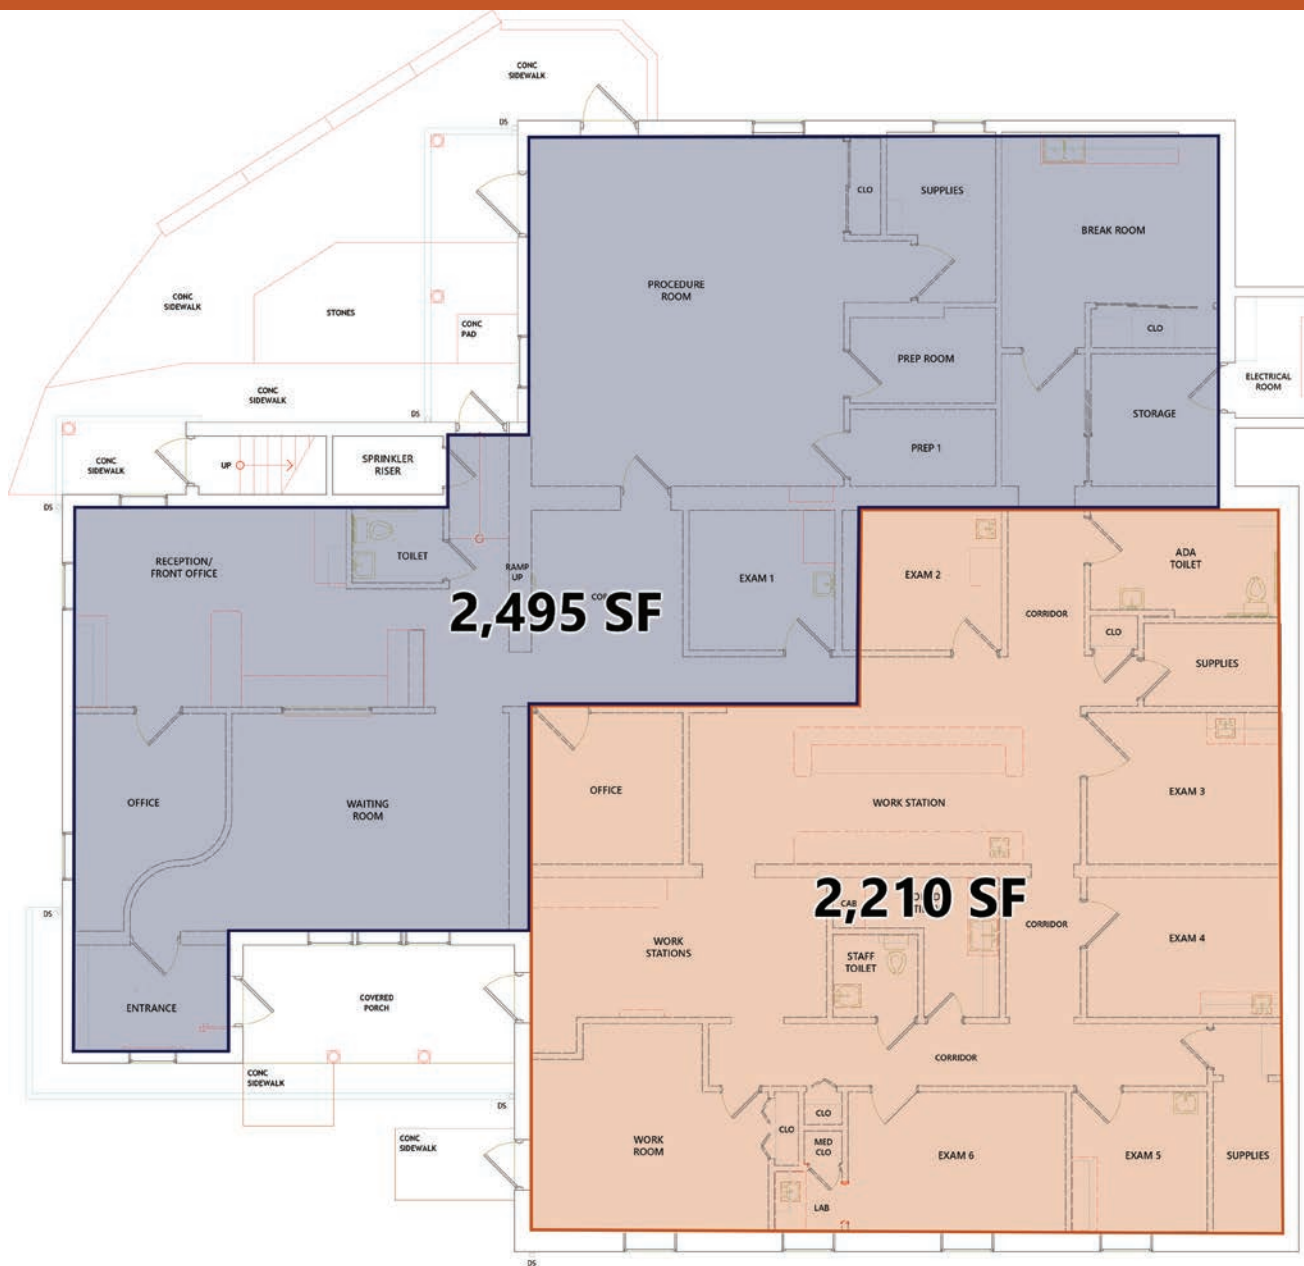 CONC
SIDEWALK
DS
CLO
SUPPLIES
BREAK ROOM
PROCEDURE
ROOM
CONC
SIDEWALK
STONES
CONC
PAD
CLO
PREP ROOM
ELECTRICAL
ROOM
CONC
SIDEWALK
DS
STORAGE
CONC
SIDEWALK
UP
SPRINKLER
RISER
PREP 1
DS
RECEPTION/
FRONT OFFICE
TOILET
RAMP
UP
EXAM 1
EXAM 2
ADA
TOILET
2,495 SF
CORRIDOR
CLO
SUPPLIES
OFFICE
WAITING
ROOM
OFFICE
WORK STATION
EXAM 3
2,210 SF
CAB
DS
WORK
STATIONS
STAFF
TOILET
CORRIDOR
EXAM 4
ENTRANCE
COVERED
PORCH
CORRIDOR
CONC
SIDEWALK
DS
CONC
SIDEWALK
WORK
ROOM
CLO
CLO
MED
CLO
LAB
EXAM 6
EXAM 5
SUPPLIES
DS